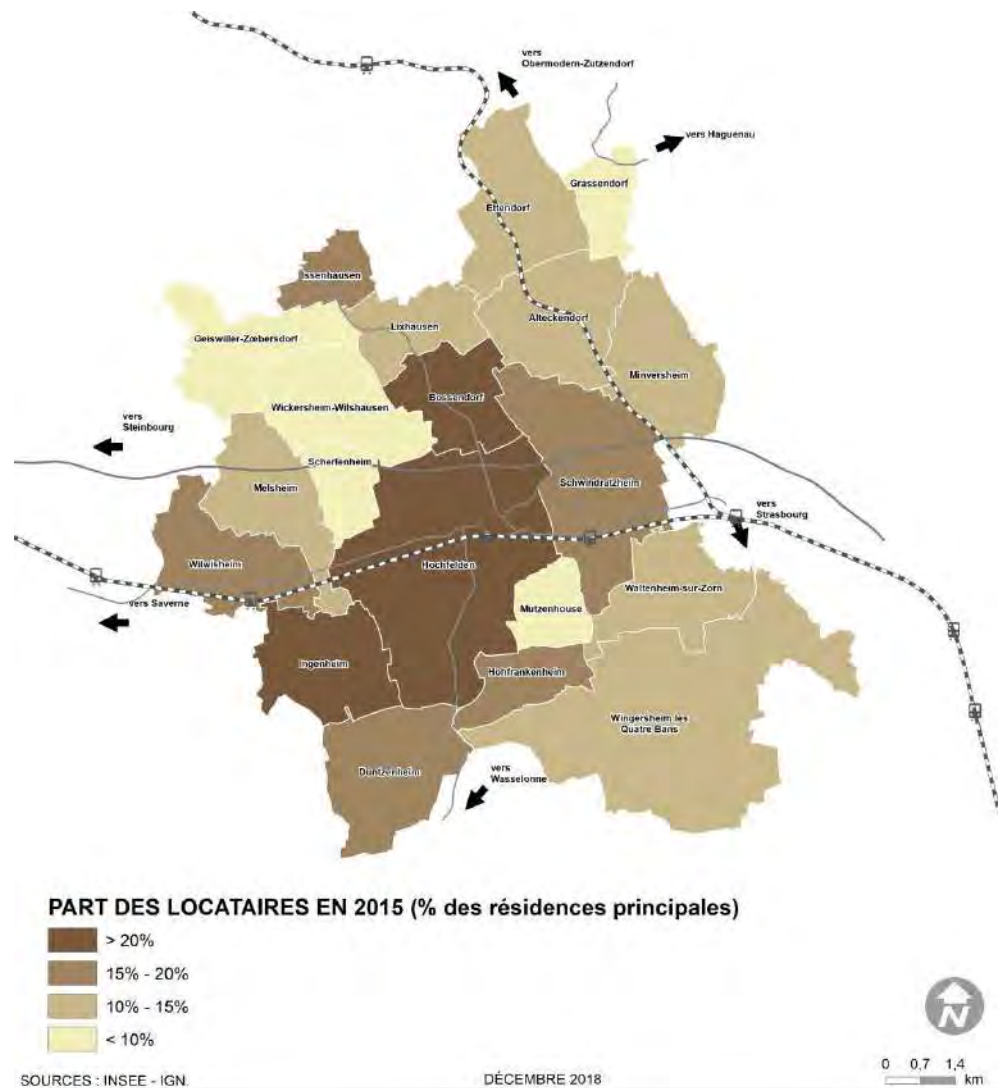 vers
Obermodern-Zutzendorf
vers Haguenau
Grassendorf
Ettendorf
Issenhausen
Lixhausen
Alteckendorf
Geiswiller-Zœbersdorf
Minversheim
Bossendorf
Wickersheim-Wilshausen
vers
Steinbourg
Scherlenheim
Schwindratzheim
Melsheim
vers
Strasbourg
Wilwisheim
Hochfelden
Waltenheim-sur-Zorn
vers Saverne
Mutzenhouse
Ingenheim
Hohfrankenheim
Wingersheim les
Quatre Bans
Duntzenheim
vers
Wasselonne
PART DES LOCATAIRES EN 2015 (% des résidences principales)
> 20%
15% - 20%
10% - 15%
< 10%
N
SOURCES : INSEE - IGN.
DÉCEMBRE 2018
0 0,7 1,4
km